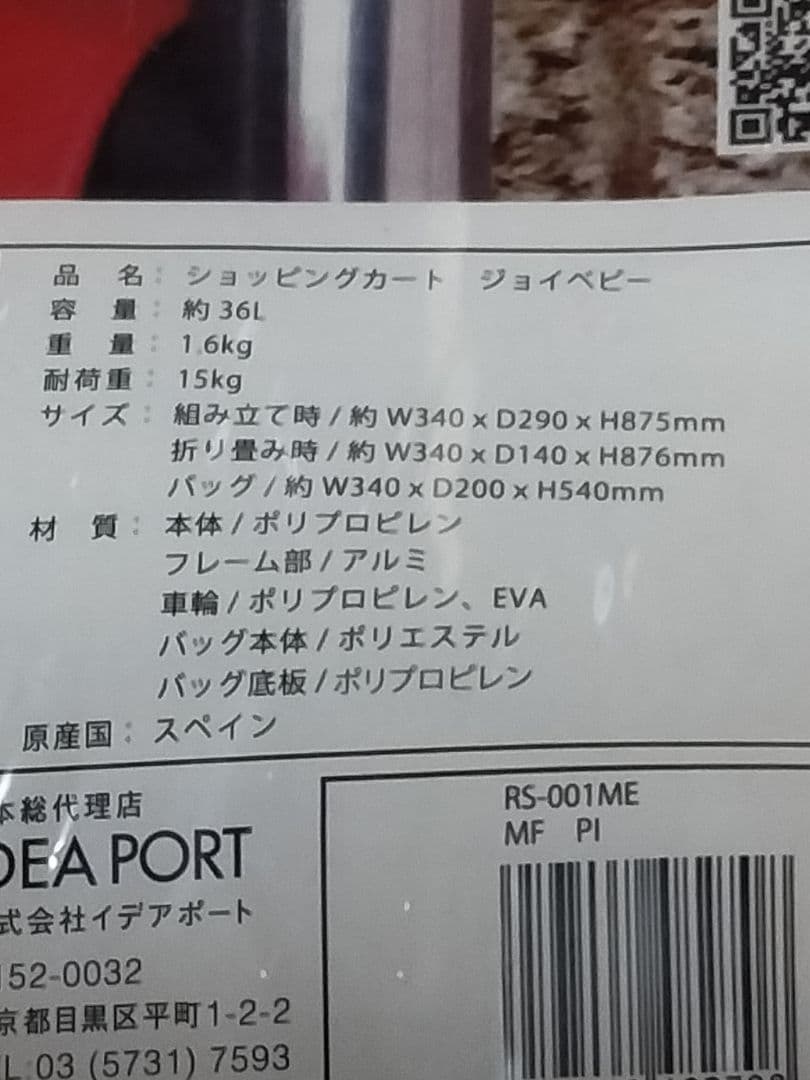 品 名： ショッピングカート ジョイベビー
容 量： 約 36L
重 量： 1.6kg
耐荷重： 15kg
サイズ： 組み立て時 / 約 W340 x D290 x H875mm
折り畳み時 / 約 W340 x D140 x H876mm
バッグ / 約 W340 x D200 x H540mm
材 質： 本体 / ポリプロピレン
フレーム部 / アルミ
車輪 / ポリプロピレン、EVA
バッグ本体 / ポリエステル
バッグ底板 / ポリプロピレン
原産国： スペイン
本総代理店
DEA PORT
式会社イデアポート
152-0032
京都目黒区平町1-2-2
L:03 (5731) 7593
RS-001ME
MF PI